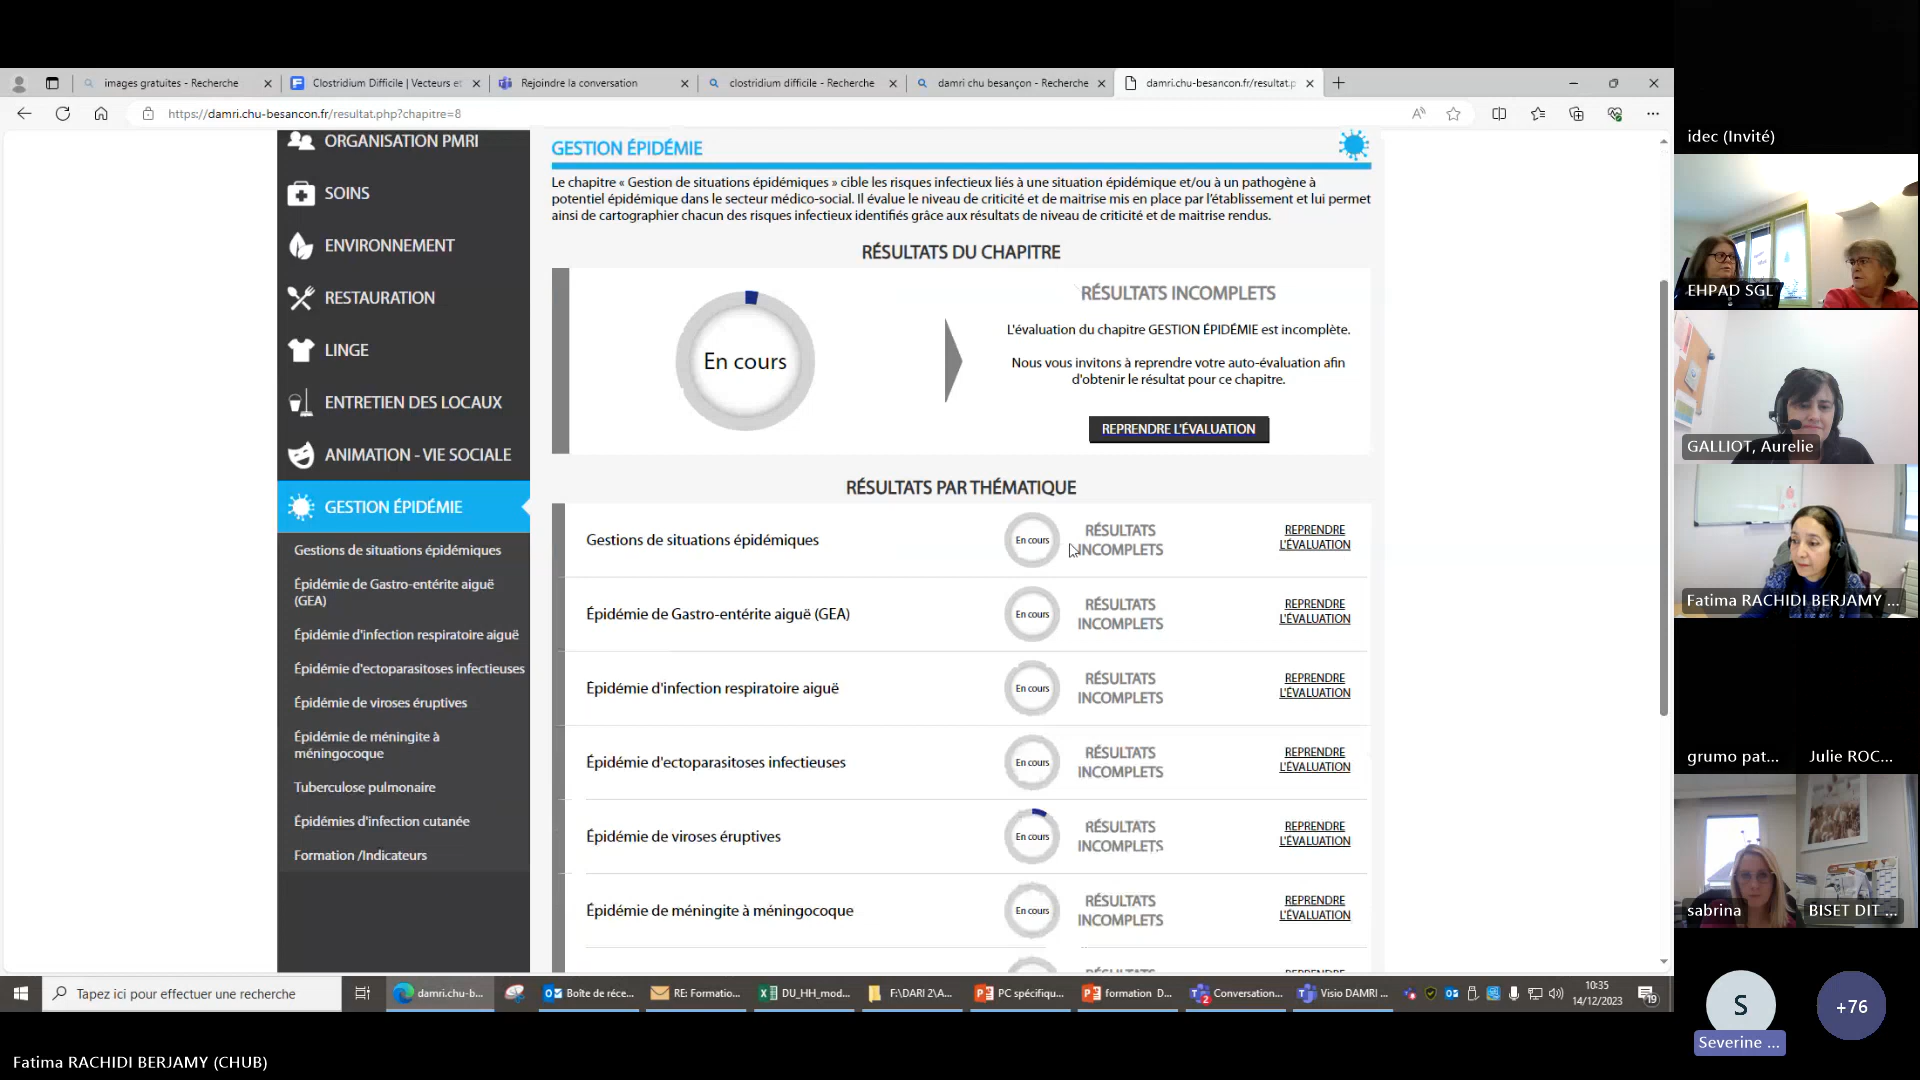 images gratuites - Recherche
Clostridium Difficile | Vecteurs et
Rejoindre la conversation
clostridium difficile - Recherche
damri chu besançon - Recherche
damri.chu-besancon.fr/resultat.p
https://damri.chu-besancon.fr/resultat.php?chapitre=8
ORGANISATION PMRI
SOINS
ENVIRONNEMENT
RESTAURATION
LINGE
ENTRETIEN DES LOCAUX
ANIMATION - VIE SOCIALE
GESTION ÉPIDÉMIE
Gestions de situations épidémiques
Épidémie de Gastro-entérite aiguë
(GEA)
Épidémie d'infection respiratoire aiguë
Épidémie d'ectoparasitoses infectieuses
Épidémie de viroses éruptives
Épidémie de méningite à
méningocoque
Tuberculose pulmonaire
Épidémies d'infection cutanée
Formation /Indicateurs
GESTION ÉPIDÉMIE
Le chapitre « Gestion de situations épidémiques » cible les risques infectieux liés à une situation épidémique et/ou à un pathogène à
potentiel épidémique dans le secteur médico-social. Il évalue le niveau de criticité et de maitrise mis en place par l'établissement et lui permet
ainsi de cartographier chacun des risques infectieux identifiés grâce aux résultats de niveau de criticité et de maitrise rendus.
RÉSULTATS DU CHAPITRE
En cours
RÉSULTATS INCOMPLETS
L'évaluation du chapitre GESTION ÉPIDÉMIE est incomplète.
Nous vous invitons à reprendre votre auto-évaluation afin
d'obtenir le résultat pour ce chapitre.
REPRENDRE L'ÉVALUATION
RÉSULTATS PAR THÉMATIQUE
Gestions de situations épidémiques
En cours
RÉSULTATS
INCOMPLETS
REPRENDRE
L'ÉVALUATION
Épidémie de Gastro-entérite aiguë (GEA)
En cours
RÉSULTATS
INCOMPLETS
REPRENDRE
L'ÉVALUATION
Épidémie d'infection respiratoire aiguë
En cours
RÉSULTATS
INCOMPLETS
REPRENDRE
L'ÉVALUATION
Épidémie d'ectoparasitoses infectieuses
En cours
RÉSULTATS
INCOMPLETS
REPRENDRE
L'ÉVALUATION
Épidémie de viroses éruptives
En cours
RÉSULTATS
INCOMPLETS
REPRENDRE
L'ÉVALUATION
Épidémie de méningite à méningocoque
En cours
RÉSULTATS
INCOMPLETS
REPRENDRE
L'ÉVALUATION
Tapez ici pour effectuer une recherche
damri.chu-b...
Boîte de réce...
RE: Formatio...
DU_HH_mod...
F:\DARI 2\A...
PC spécifiqu...
formation D...
Conversation...
Visio DAMRI ...
10:35
14/12/2023
19
idec (Invité)
EHPAD SGL
GALLIOT, Aurelie
Fatima RACHIDI BERJAMY ...
grumo pat...
Julie ROC...
sabrina
BISET DIT ...
S
Severine ...
+76
Fatima RACHIDI BERJAMY (CHUB)